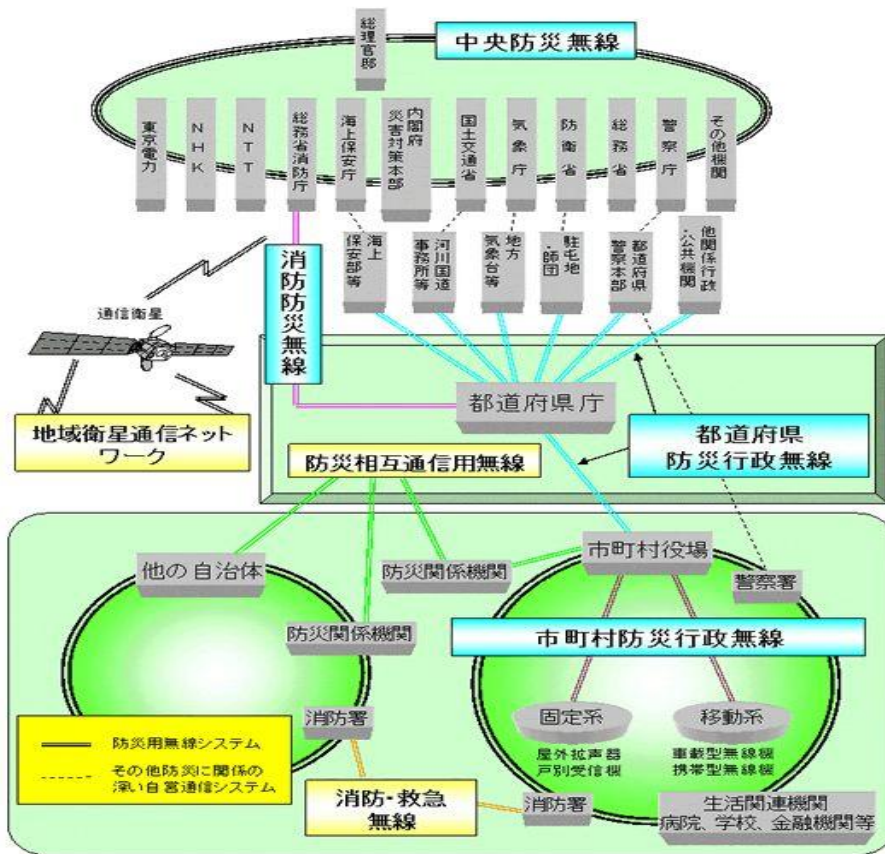 中央防災無線
総理官邸
東京電力
NHK
NTT
総務省消防庁
海上保安庁
内閣府
災害対策本部
国土交通省
気象庁
防衛省
総務省
警察庁
その他機関
海上
保安部等
河川国道
事務所等
地方
気象台等
駐屯地
・師団
都道府県
警察本部
他関係行政
・公共機関
消防防災無線
通信衛星
地域衛星通信ネット
ワーク
都道府県庁
防災相互通信用無線
都道府県
防災行政無線
他の自治体
防災関係機関
市町村役場
警察署
防災関係機関
市町村防災行政無線
消防署
固定系
移動系
屋外拡声器
戸別受信機
車載型無線機
携帯型無線機
防災用無線システム
その他防災に関係の
深い自営通信システム
消防・救急
無線
消防署
生活関連機関
病院、学校、金融機関等